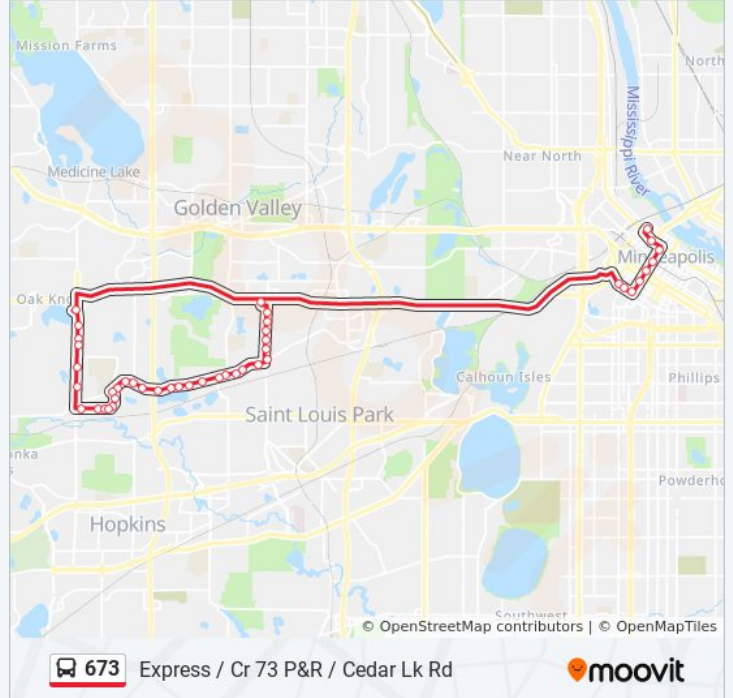 Mission Farms
North
Mississippi River
Near North
Medicine Lake
Golden Valley
Minneapolis
Oak Kno
Calhoun Isles
Phillips
Saint Louis Park
onka
s
Powderho
Hopkins
Southwest
© OpenStreetMap contributors | © OpenMapTiles
673 Express / Cr 73 P&R / Cedar Lk Rd
moovit